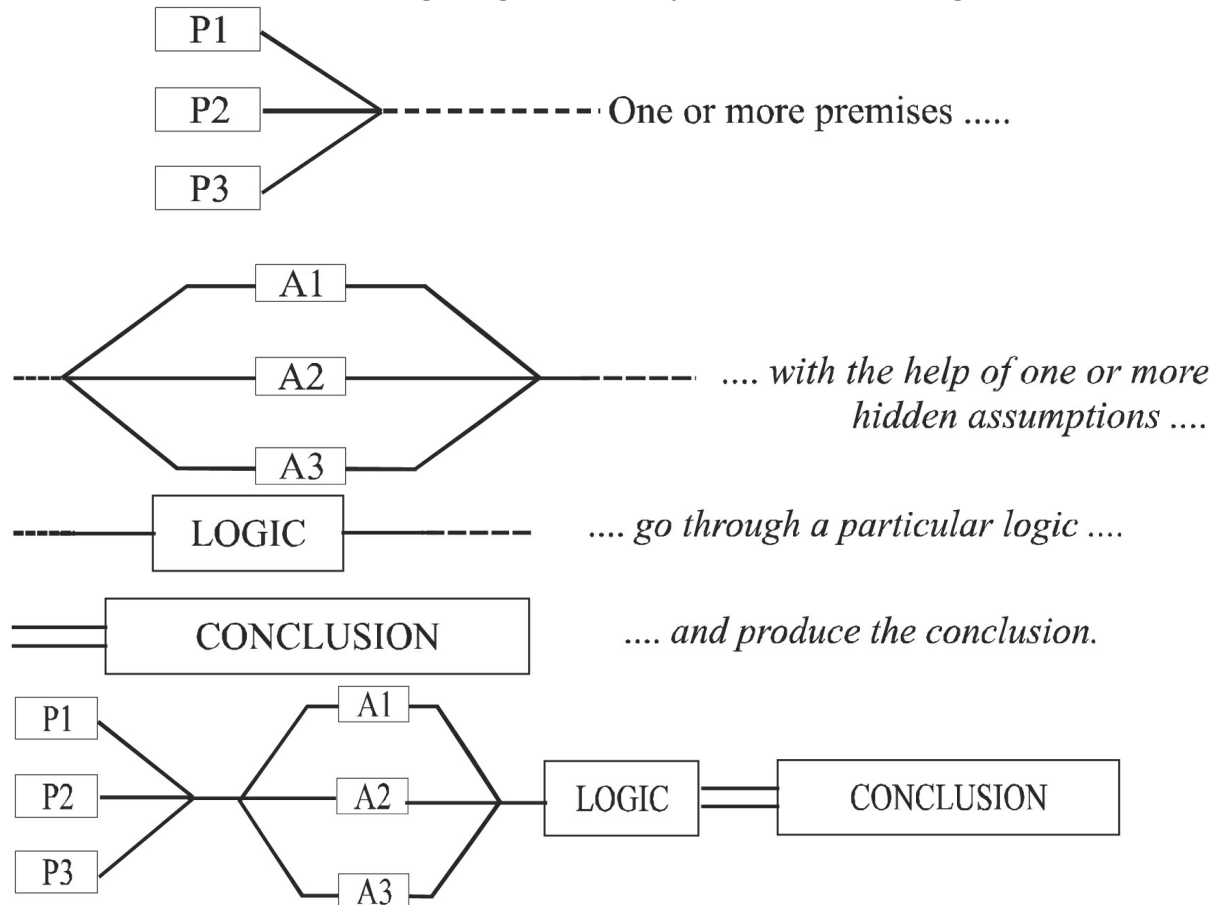 P1
P2
One or more premises .....
P3
A1
A2
.... with the help of one or more
hidden assumptions ....
A3
LOGIC
.... go through a particular logic ....
CONCLUSION
.... and produce the conclusion.
P1
P2
P3
A1
A2
A3
LOGIC
CONCLUSION